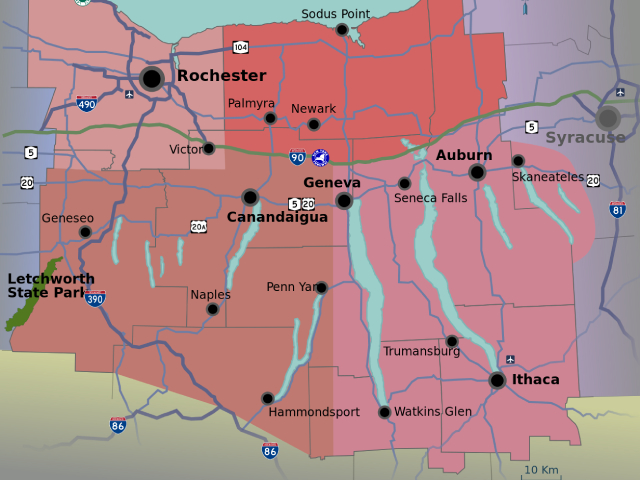 Sodus Point
104
Rochester
490
Palmyra
Newark
5
Syracuse
Victor
90
Auburn
5
20
Geneva
Skaneateles
20
5 20
Seneca Falls
Canandaigua
81
Geneseo
20A
Letchworth
State Park
390
Penn Yan
Naples
Trumansburg
Ithaca
Hammondsport
Watkins Glen
86
86
10 Km